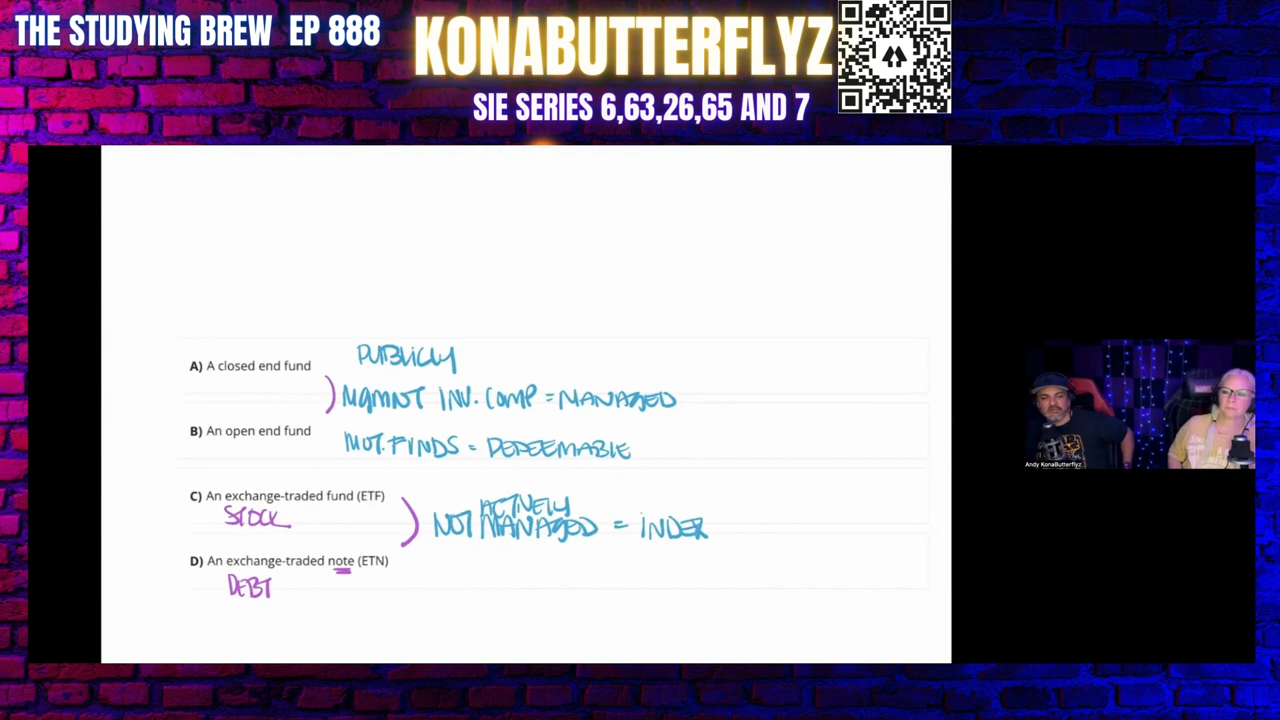 THE STUDYING BREW EP 888
KONABUTTERFLYZ
SIE SERIES 6,63,26,65 AND 7
PUBLICLY
A) A closed end fund
MGMNT INV. COMP = MANAGED
B) An open end fund
MUT. FUNDS = REDEEMABLE
C) An exchange-traded fund (ETF)
STOCK
ACTIVELY
NOT MANAGED = INDEX
D) An exchange-traded note (ETN)
DEBT
Andy KonaButterflyz